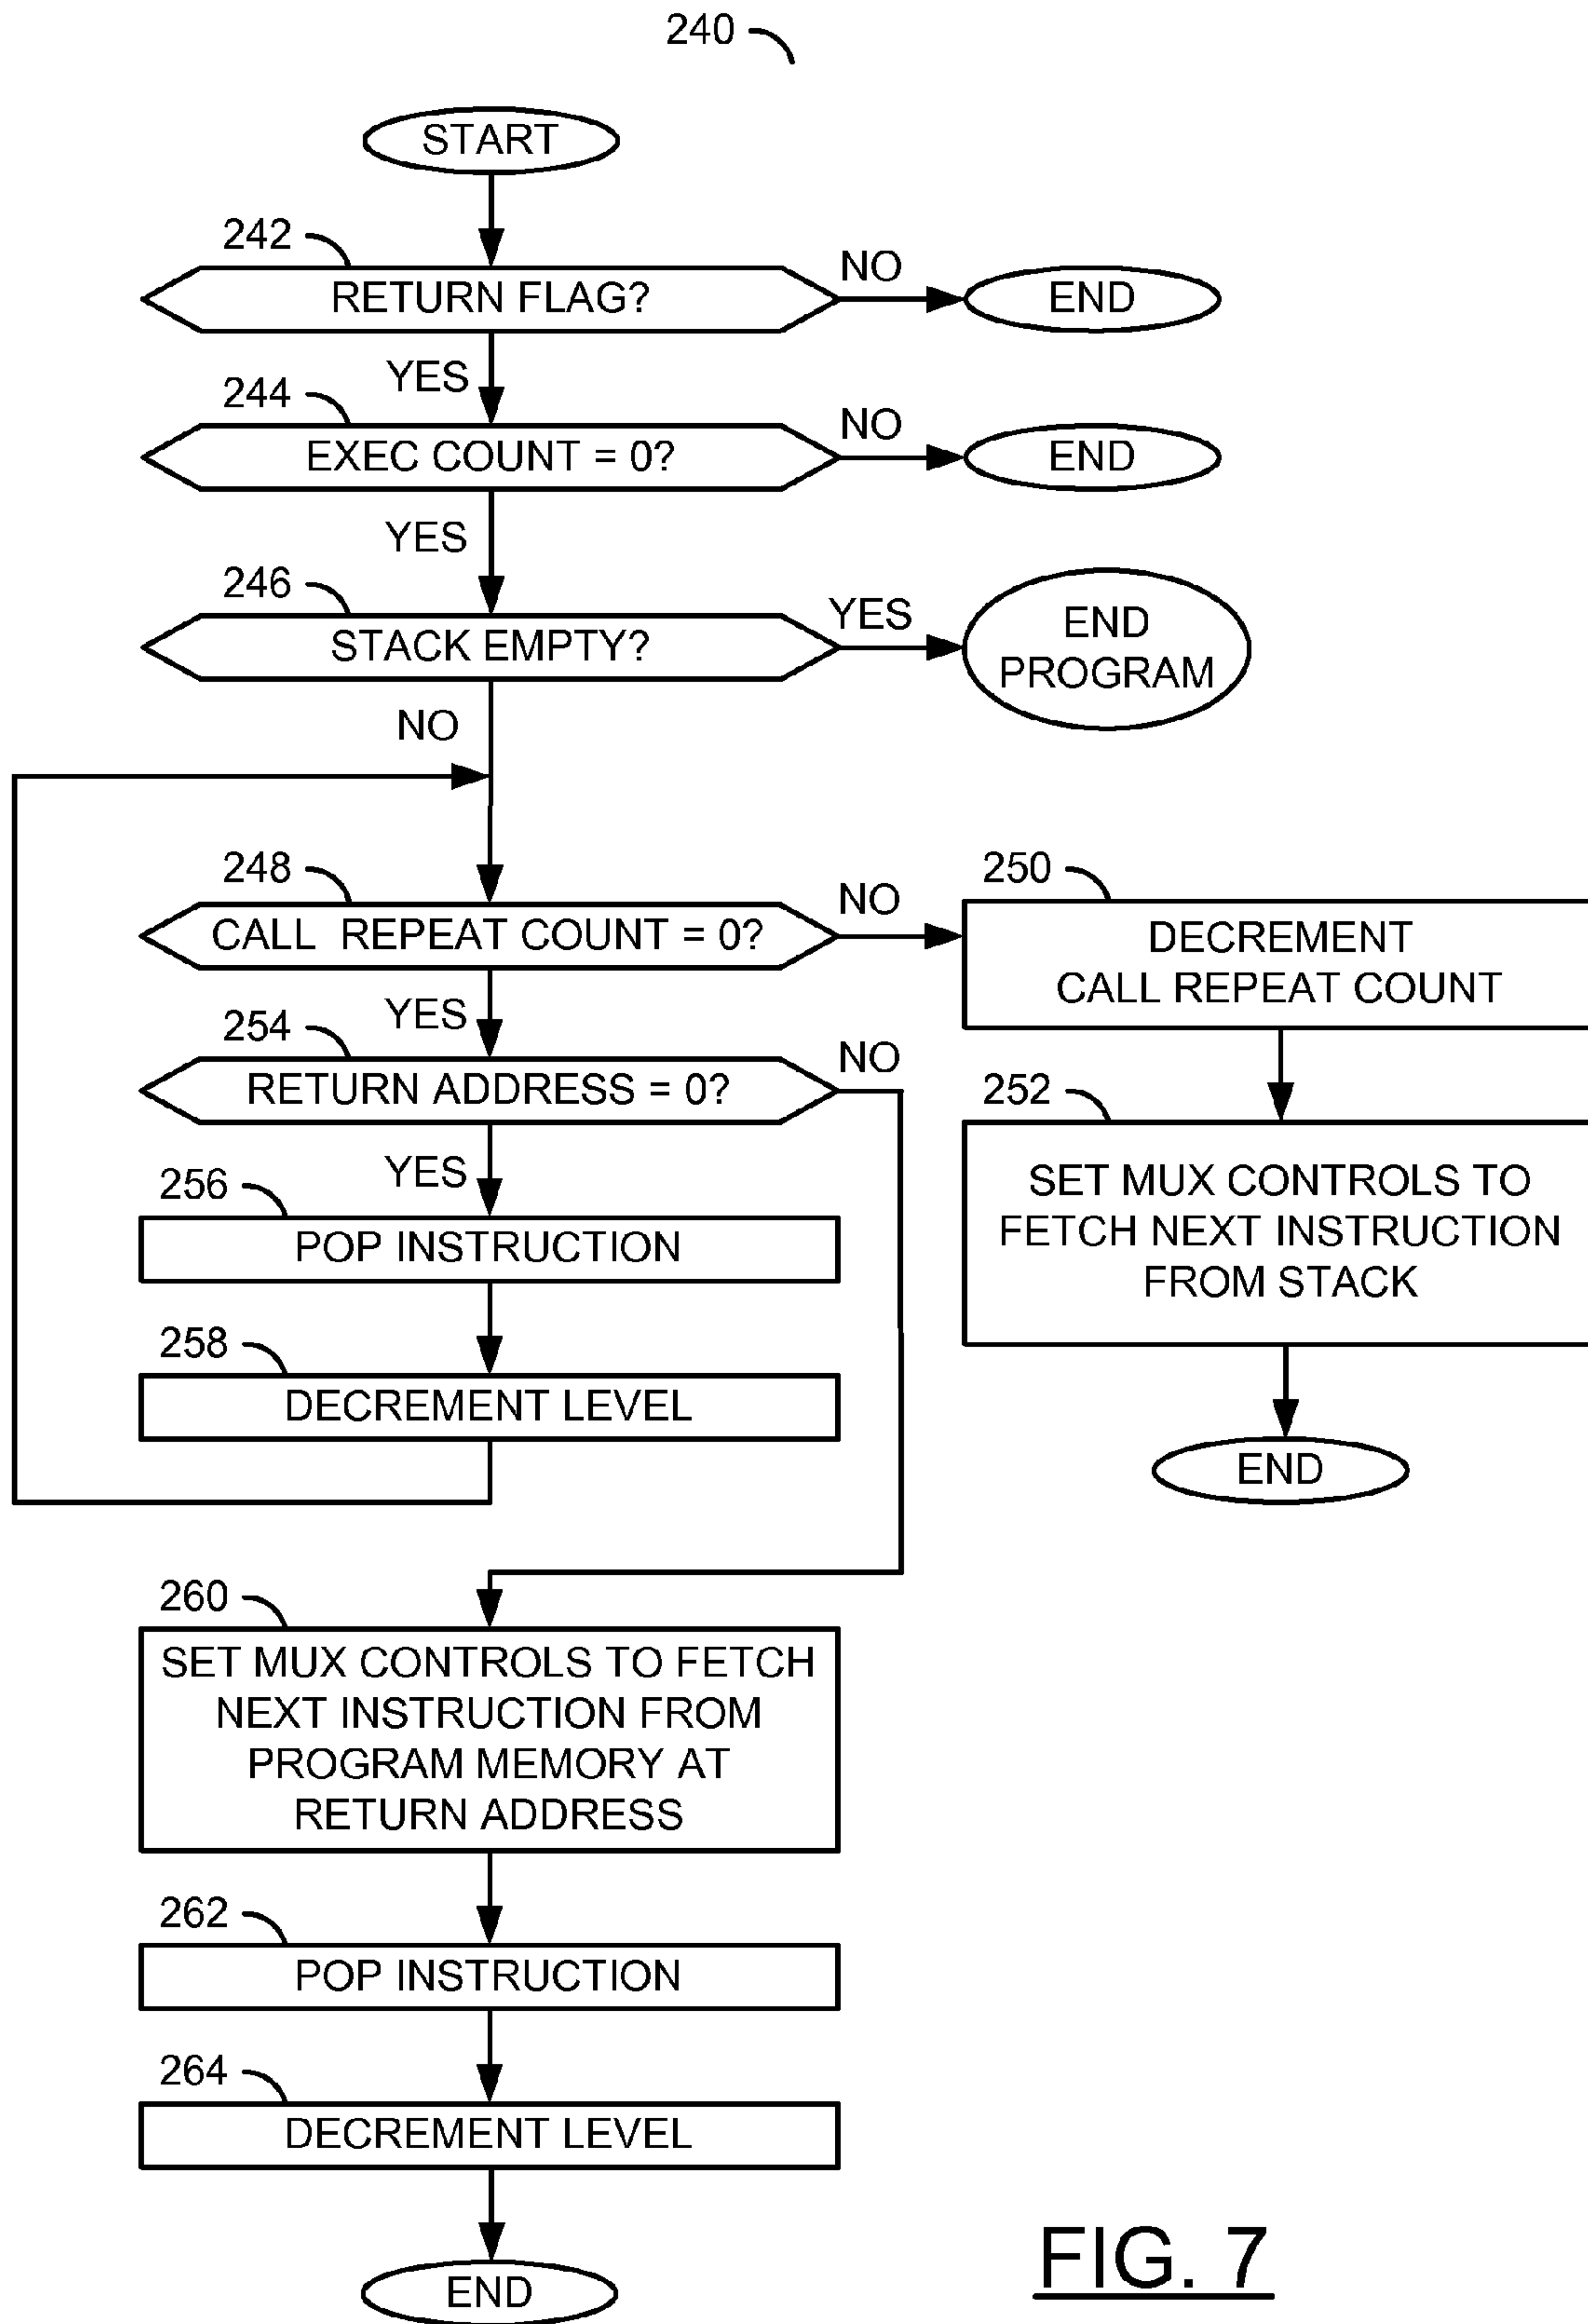 240
START
242
RETURN FLAG?
NO
END
YES
244
EXEC COUNT = 0?
NO
END
YES
246
STACK EMPTY?
YES
END
PROGRAM
NO
248
CALL REPEAT COUNT = 0?
NO
250
DECREMENT
CALL REPEAT COUNT
YES
254
RETURN ADDRESS = 0?
NO
252
SET MUX CONTROLS TO
FETCH NEXT INSTRUCTION
FROM STACK
END
YES
256
POP INSTRUCTION
258
DECREMENT LEVEL
260
SET MUX CONTROLS TO FETCH
NEXT INSTRUCTION FROM
PROGRAM MEMORY AT
RETURN ADDRESS
262
POP INSTRUCTION
264
DECREMENT LEVEL
END
FIG. 7